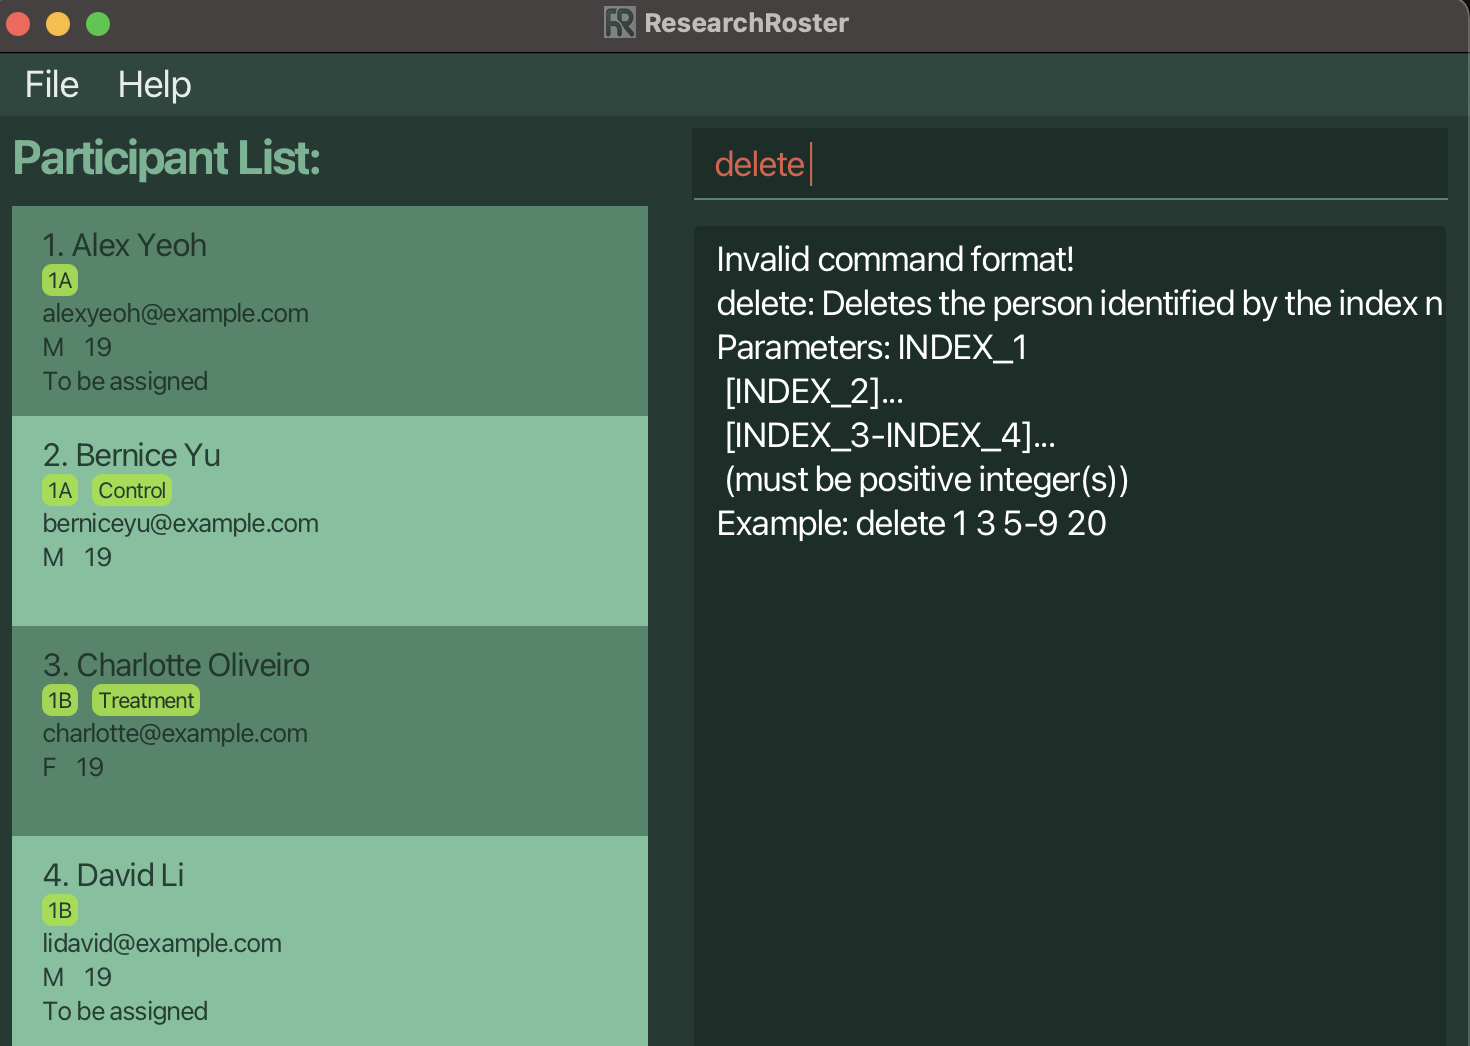 ResearchRoster
File Help
Participant List:
1. Alex Yeoh
1A
alexyeoh@example.com
M 19
To be assigned
2. Bernice Yu
1A Control
berniceyu@example.com
M 19
3. Charlotte Oliveiro
1B Treatment
charlotte@example.com
F 19
4. David Li
1B
lidavid@example.com
M 19
To be assigned
delete
Invalid command format!
delete: Deletes the person identified by the index n
Parameters: INDEX_1
[INDEX_2]...
[INDEX_3-INDEX_4]...
(must be positive integer(s))
Example: delete 1 3 5-9 20